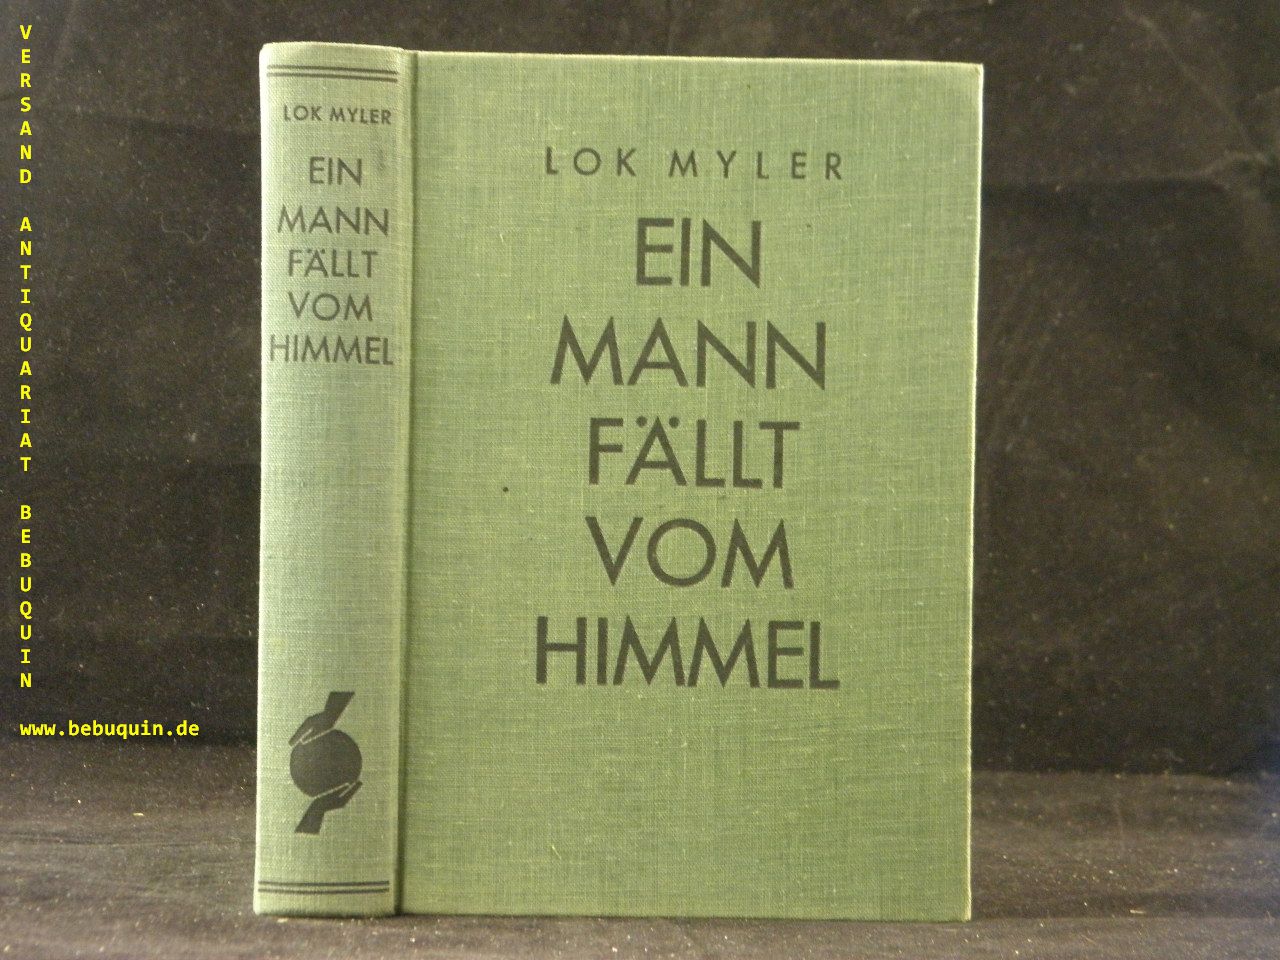 VERSAND ANTIQUARIAT BEBUQUIN
www.bebuquin.de
LOK MYLER
EIN
MANN
FÄLLT
VOM
HIMMEL
LOK MYLER
EIN
MANN
FÄLLT
VOM
HIMMEL